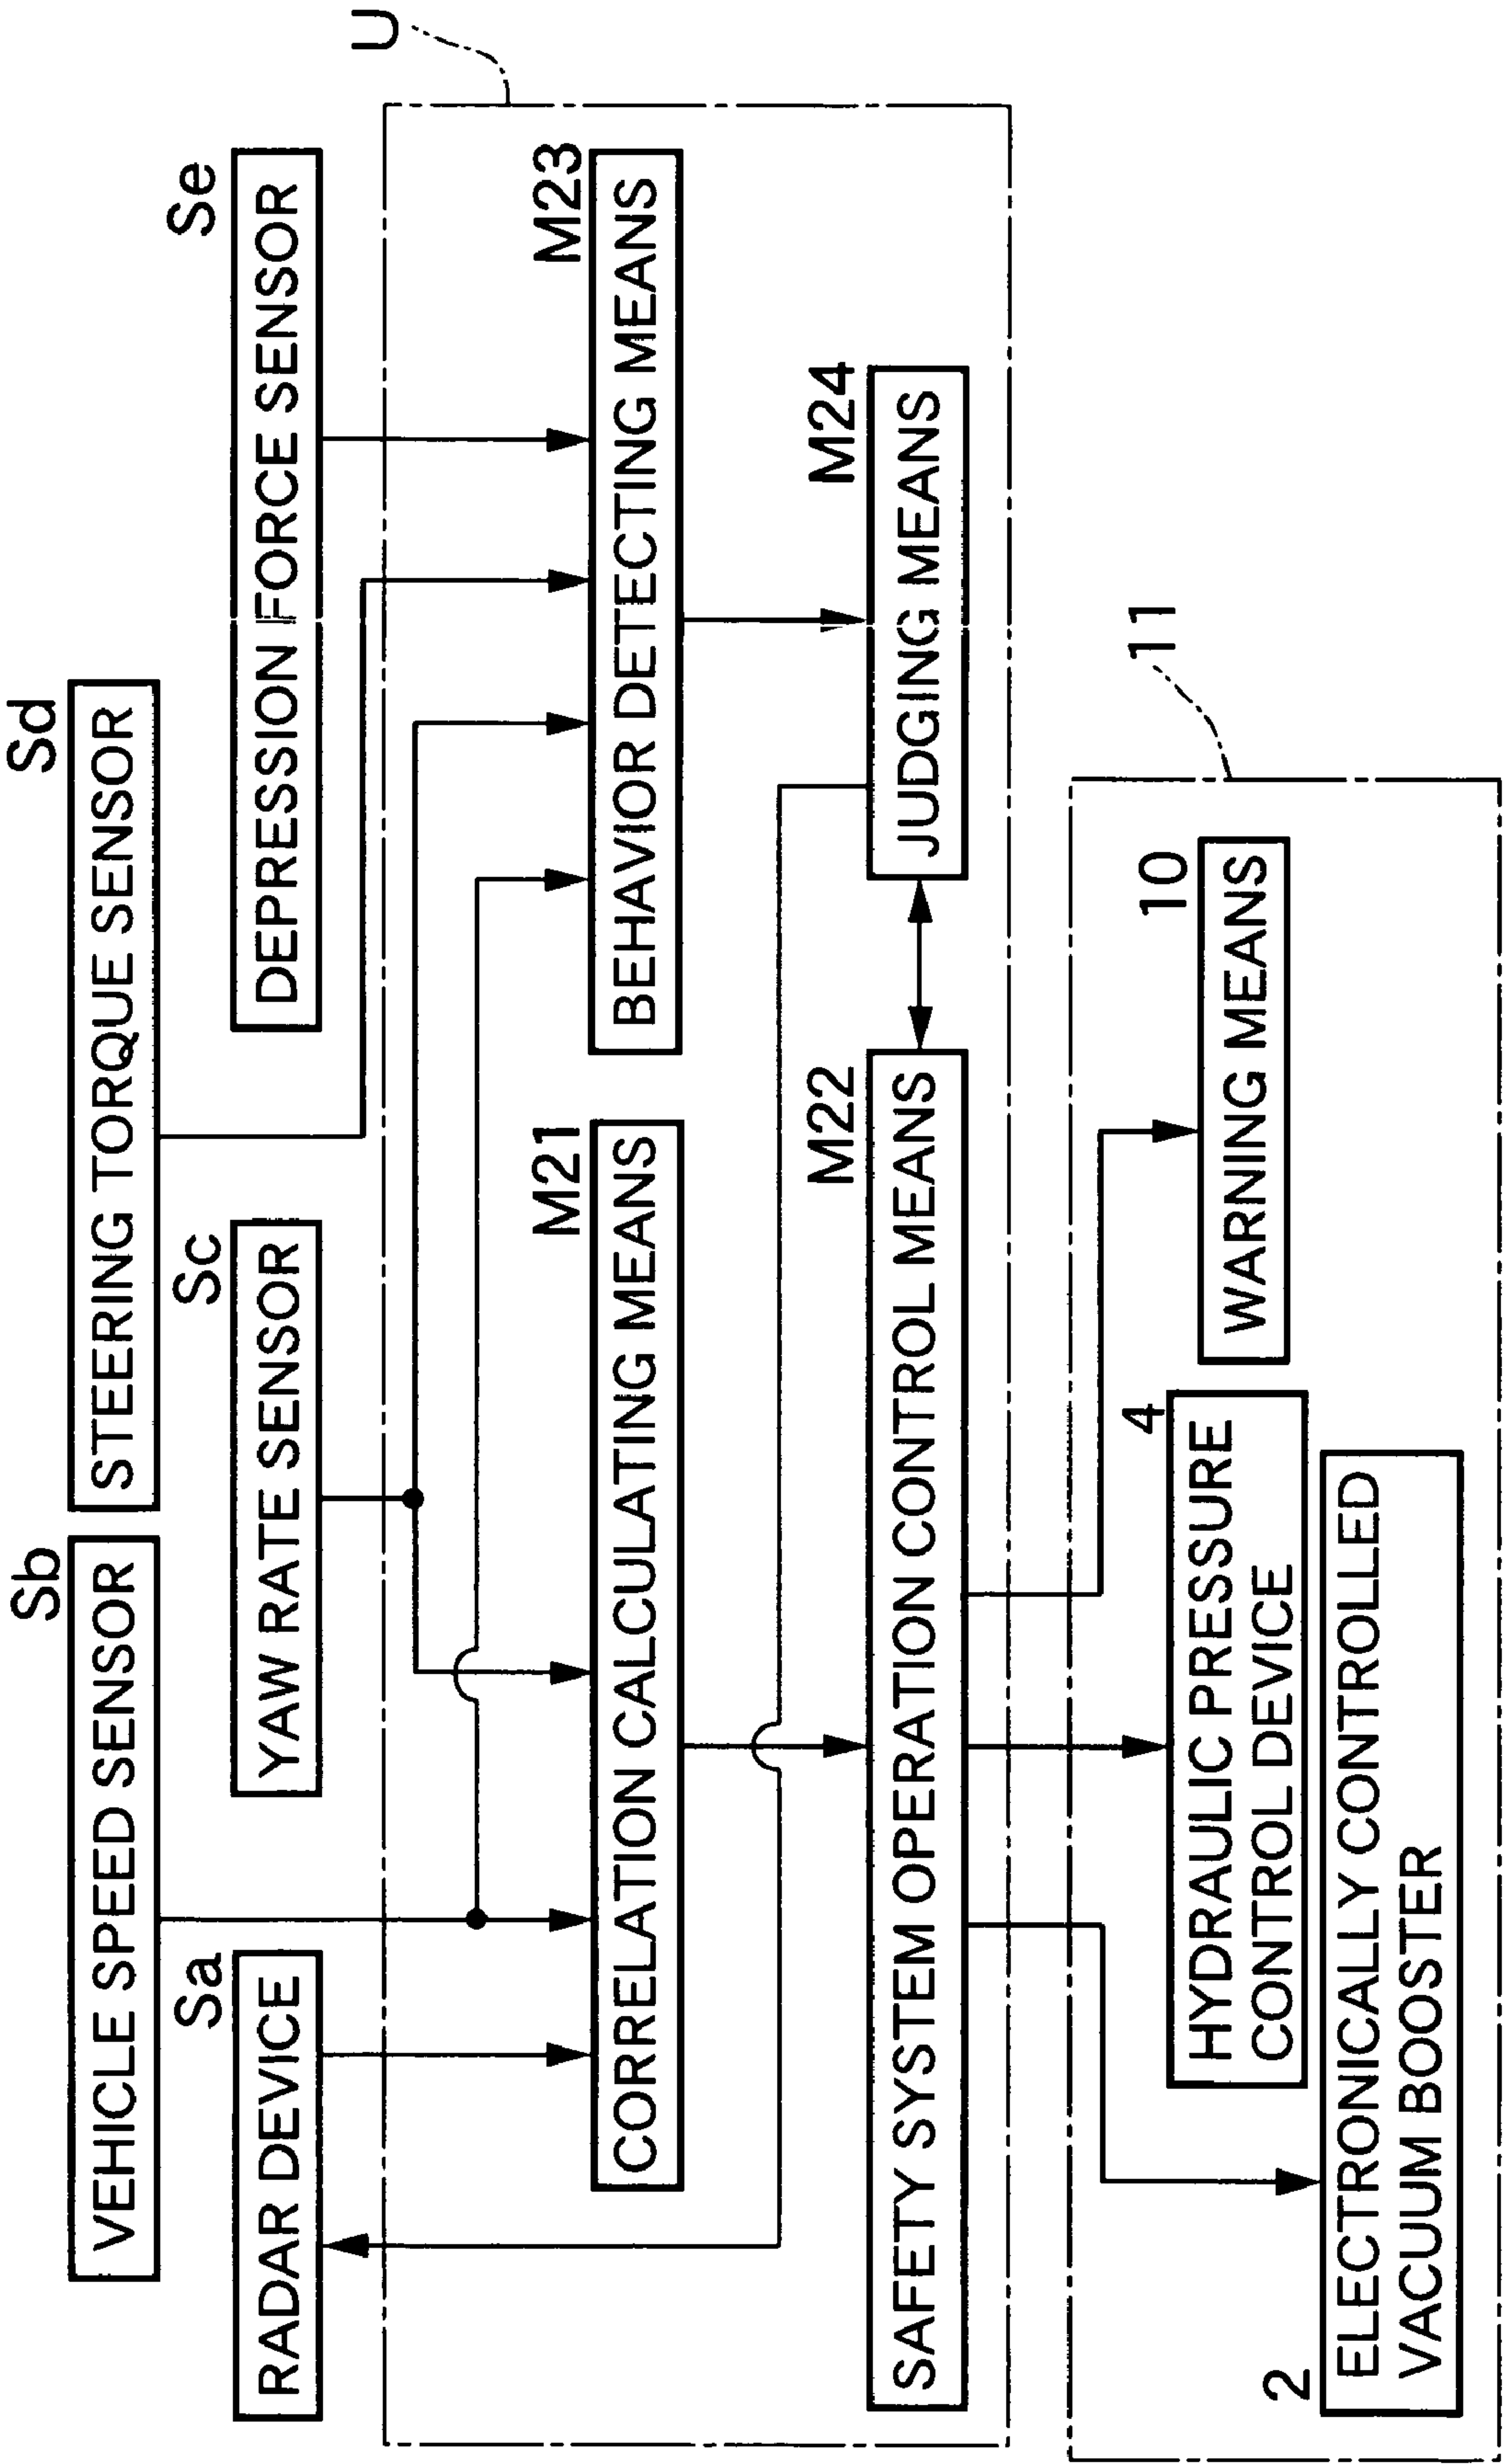 Sb
VEHICLE SPEED SENSOR
Sd
STEERING TORQUE SENSOR
Sa
RADAR DEVICE
Sc
YAW RATE SENSOR
Se
DEPRESSION FORCE SENSOR
U
M21
CORRELATION CALCULATING MEANS
M23
BEHAVIOR DETECTING MEANS
M22
SAFETY SYSTEM OPERATION CONTROL MEANS
M24
JUDGING MEANS
11
4
HYDRAULIC PRESSURE
CONTROL DEVICE
10
WARNING MEANS
2
ELECTRONICALLY CONTROLLED
VACUUM BOOSTER